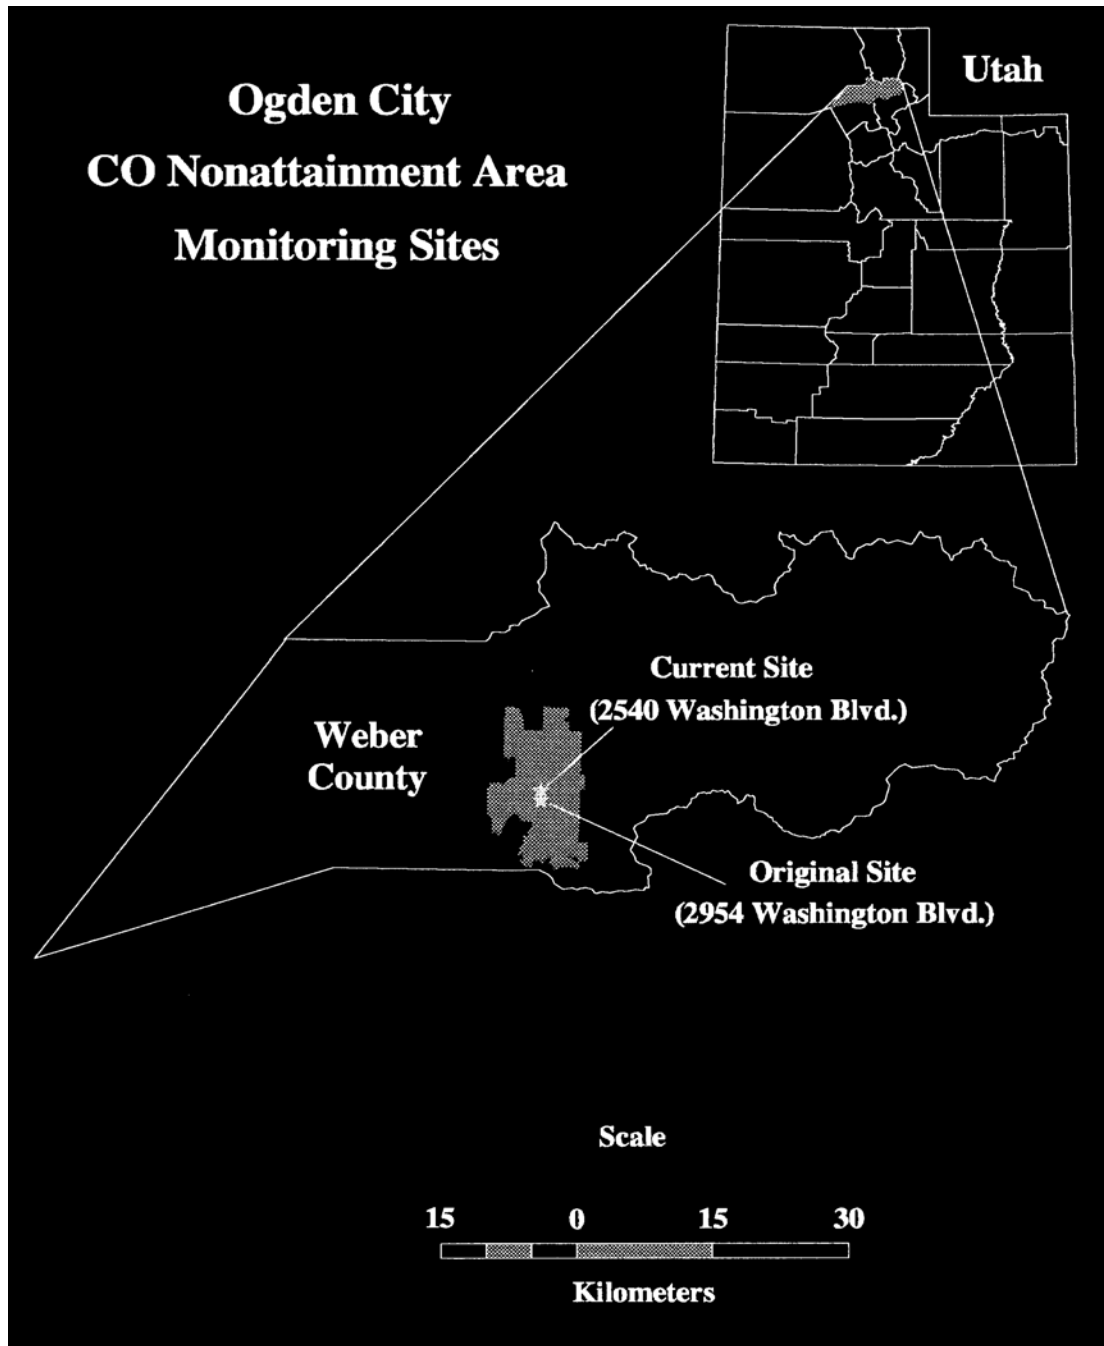 Utah
Ogden City
CO Nonattainment Area
Monitoring Sites
Current Site
(2540 Washington Blvd.)
Weber
County
Original Site
(2954 Washington Blvd.)
Scale
15 0 15 30
Kilometers